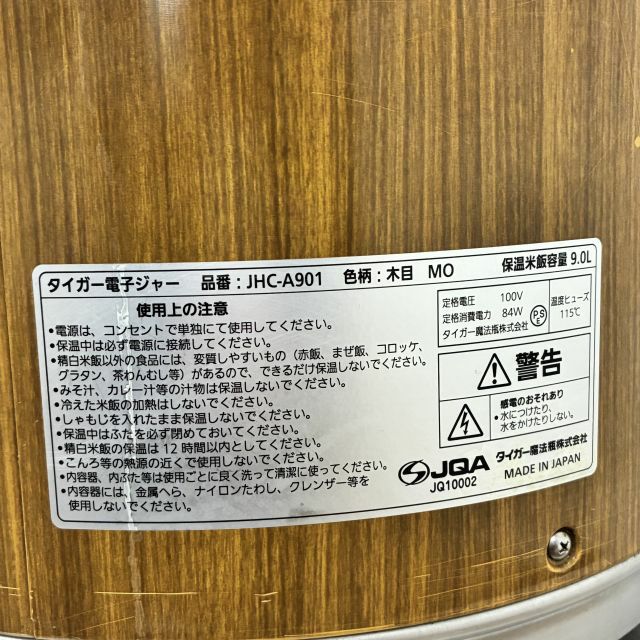 タイガー電子ジャー 品番：JHC-A901 色柄：木目 MO 保温米飯容量 9.0L
使用上の注意
•電源は、コンセントで単独にて使用してください。
•保温中は必ず電源に接続してください。
•精白米飯以外の食品には、変質しやすいもの（赤飯、まぜ飯、コロッケ、
グラタン、茶わんむし等）があるので、できるだけ保温しないでください。
•みそ汁、カレー汁等の汁物は保温しないでください。
•冷えた米飯の加熱はしないでください。
•しゃもじを入れたまま保温しないでください。
•保温中はふたを必ず閉めておいてください。
•精白米飯の保温は12時間以内としてください。
•こんろ等の熱源の近くで使用しないでください。
•内容器、内ぶた等は使用ごとに良く洗って清潔に使ってください。
•内容器には、金属へら、ナイロンたわし、クレンザー等を
使用しないでください。
定格電圧 100V
定格消費電力 84W
タイガー魔法瓶株式会社
PSE
温度ヒューズ
115℃
警告
感電のおそれあり
•水につけたり、
水をかけたりしない。
JQA
JQ10002
タイガー魔法瓶株式会社
MADE IN JAPAN